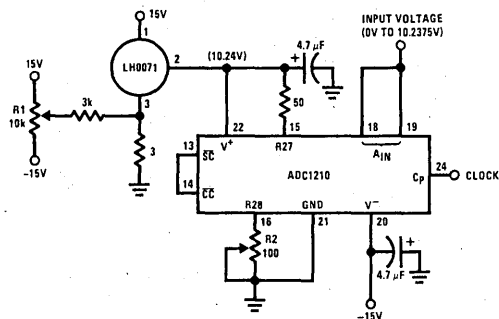 15V
1
INPUT VOLTAGE
(0V TO 10.2375V)
LH0071
2
(10.24V)
+
4.7 μF
15V
3
R1
10k
3k
50
-15V
3
22
15
18
19
V+
R27
AIN
13
SC
14
CC
ADC1210
CP
24
CLOCK
R28
GND
V-
16
21
20
R2
100
+
4.7 μF
-15V